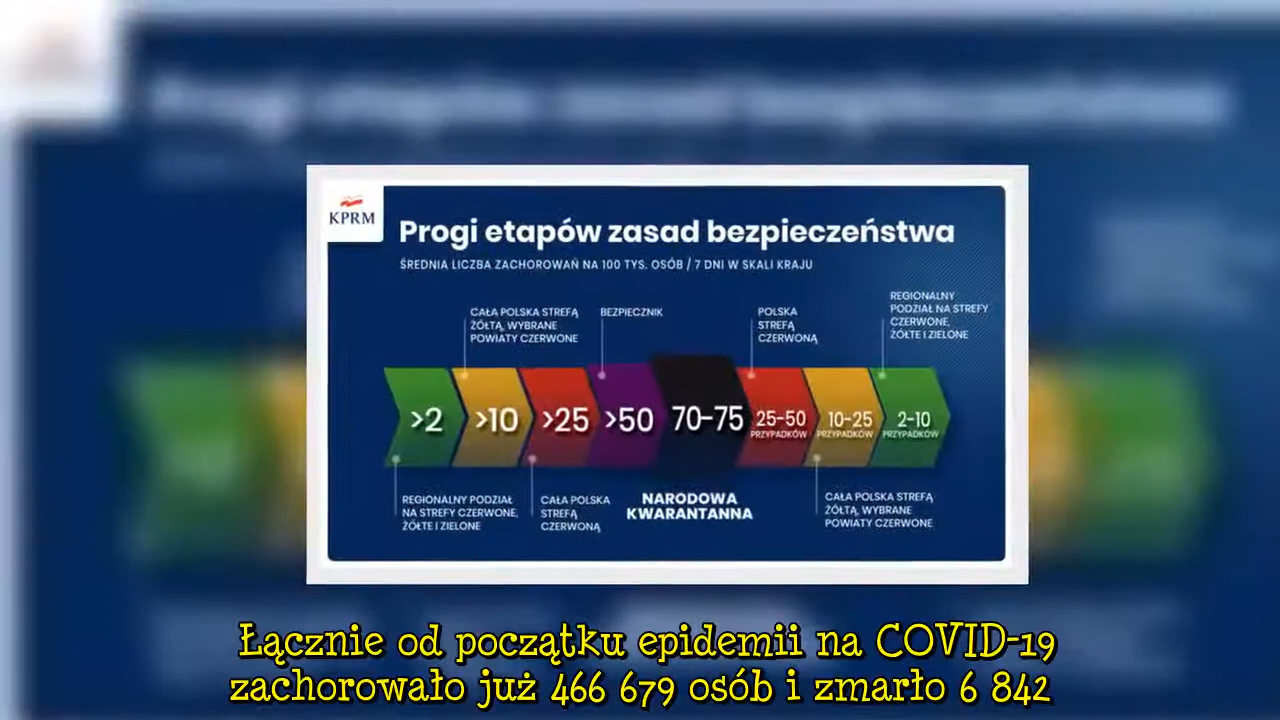 KPRM
Progi etapów zasad bezpieczeństwa
ŚREDNIA LICZBA ZACHOROWAŃ NA 100 TYS. OSÓB / 7 DNI W SKALI KRAJU
CAŁA POLSKA STREFĄ
ŻÓŁTĄ, WYBRANE
POWIATY CZERWONE
BEZPIECZNIK
POLSKA
STREFĄ
CZERWONĄ
REGIONALNY
PODZIAŁ NA STREFY
CZERWONE,
ŻÓŁTE I ZIELONE
>2
>10
>25
>50
70-75
25-50
PRZYPADKÓW
10-25
PRZYPADKÓW
2-10
PRZYPADKÓW
REGIONALNY PODZIAŁ
NA STREFY CZERWONE,
ŻÓŁTE I ZIELONE
CAŁA POLSKA
STREFĄ
CZERWONĄ
NARODOWA
KWARANTANNA
CAŁA POLSKA STREFĄ
ŻÓŁTĄ, WYBRANE
POWIATY CZERWONE
Łącznie od początku epidemii na COVID-19
zachorowało już 466 679 osób i zmarło 6 842